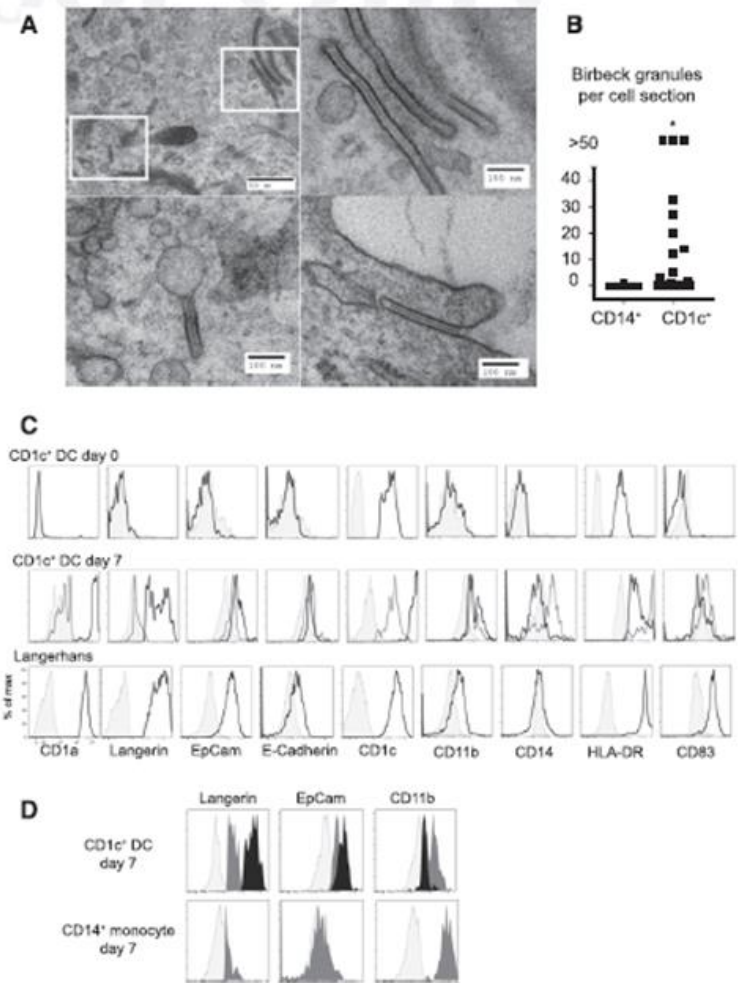 A
B
Birbeck granules
per cell section
*
>50
40
30
20
10
0
CD14⁺
CD1c⁺
100 nm
100 nm
100 nm
C
CD1c⁺ DC day 0
CD1c⁺ DC day 7
Langerhans
% of max
CD1a Langerin EpCam E-Cadherin CD1c CD11b CD14 HLA-DR CD83
D
Langerin EpCam CD11b
CD1c⁺ DC
day 7
CD14⁺ monocyte
day 7